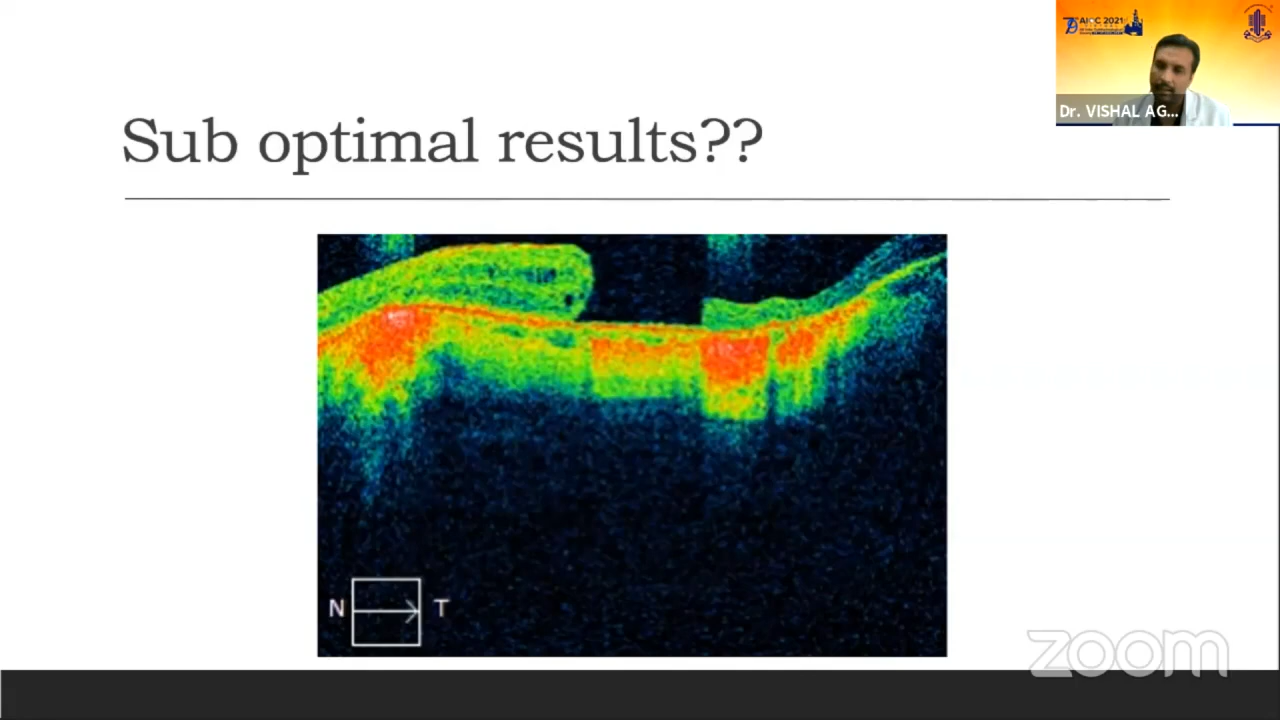 AIOC 2021
Dr. VISHAL AG...
Sub optimal results??
N T
zoom